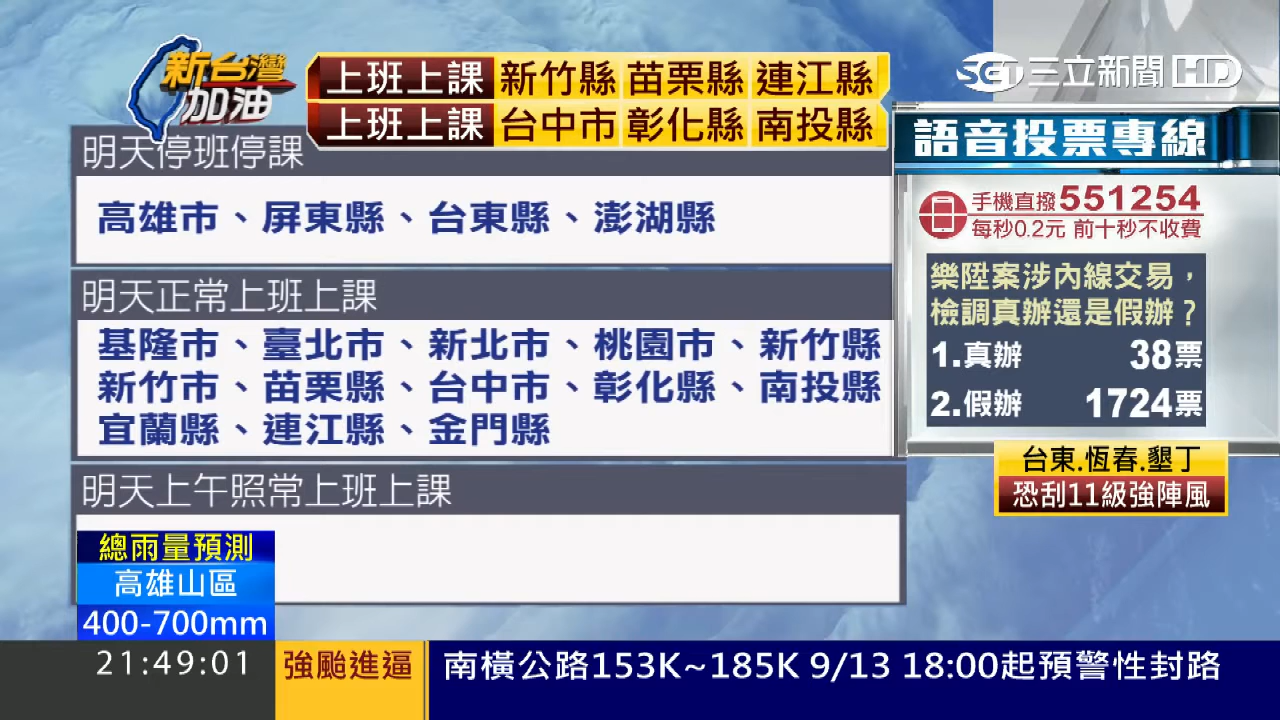 新台灣
加油
上班上課 新竹縣 苗栗縣 連江縣
上班上課 台中市 彰化縣 南投縣
SET 三立新聞 HD
明天停班停課
高雄市、屏東縣、台東縣、澎湖縣
明天正常上班上課
基隆市、臺北市、新北市、桃園市、新竹縣
新竹市、苗栗縣、台中市、彰化縣、南投縣
宜蘭縣、連江縣、金門縣
明天上午照常上班上課
語音投票專線
手機直撥551254
每秒0.2元 前十秒不收費
樂陞案涉內線交易，
檢調真辦還是假辦？
1.真辦 38票
2.假辦 1724票
台東.恆春.墾丁
恐刮11級強陣風
總雨量預測
高雄山區
400-700mm
21:49:01
強颱進逼
南橫公路153K~185K 9/13 18:00起預警性封路